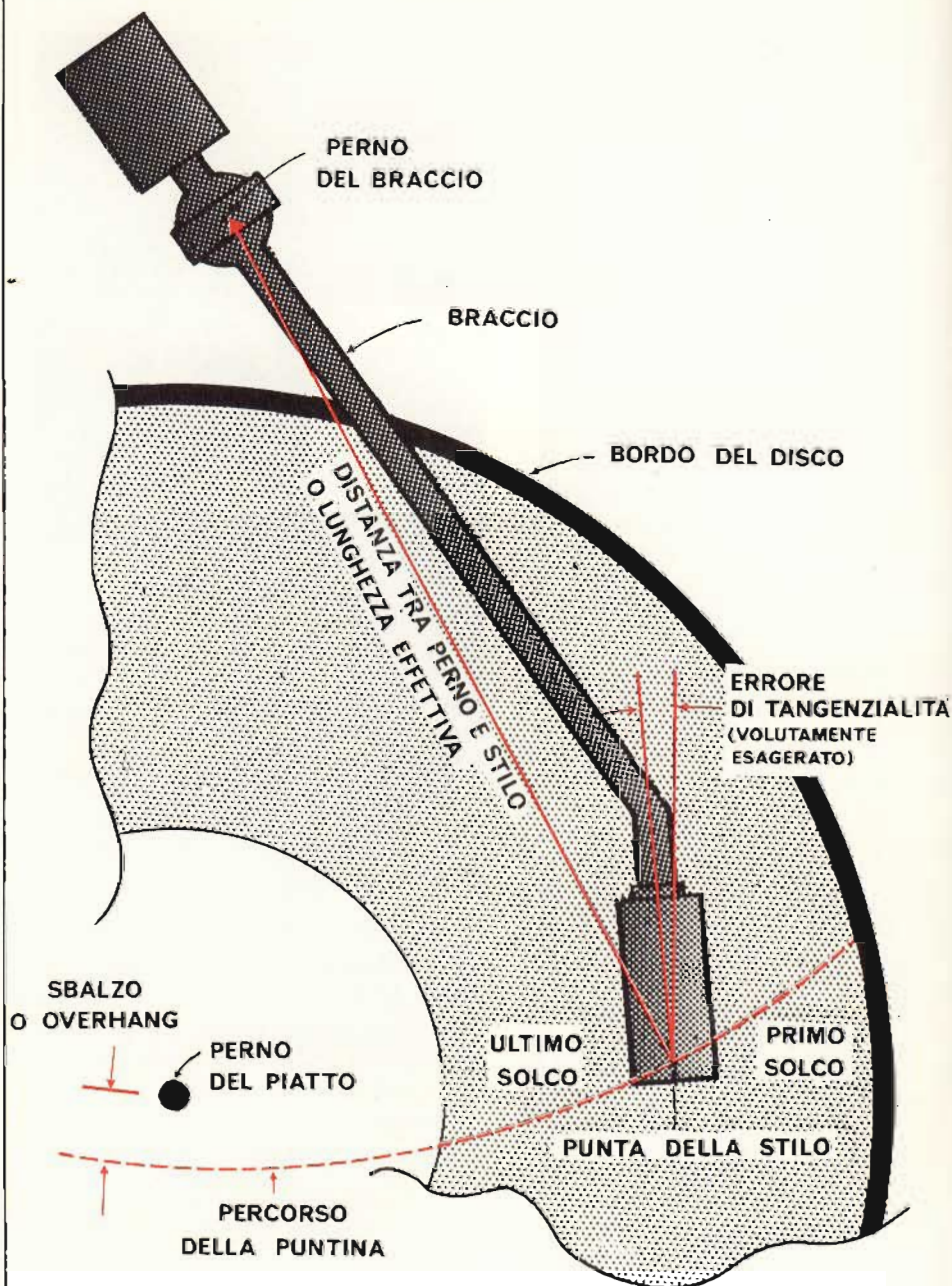 PERNO
DEL BRACCIO
BRACCIO
BORDO DEL DISCO
DISTANZA TRA PERNO E STILO
O LUNGHEZZA EFFETTIVA
ERRORE
DI TANGENZIALITA
(VOLUTAMENTE
ESAGERATO)
SBALZO
O OVERHANG
PERNO
DEL PIATTO
ULTIMO
SOLCO
PRIMO
SOLCO
PUNTA DELLA STILO
PERCORSO
DELLA PUNTINA